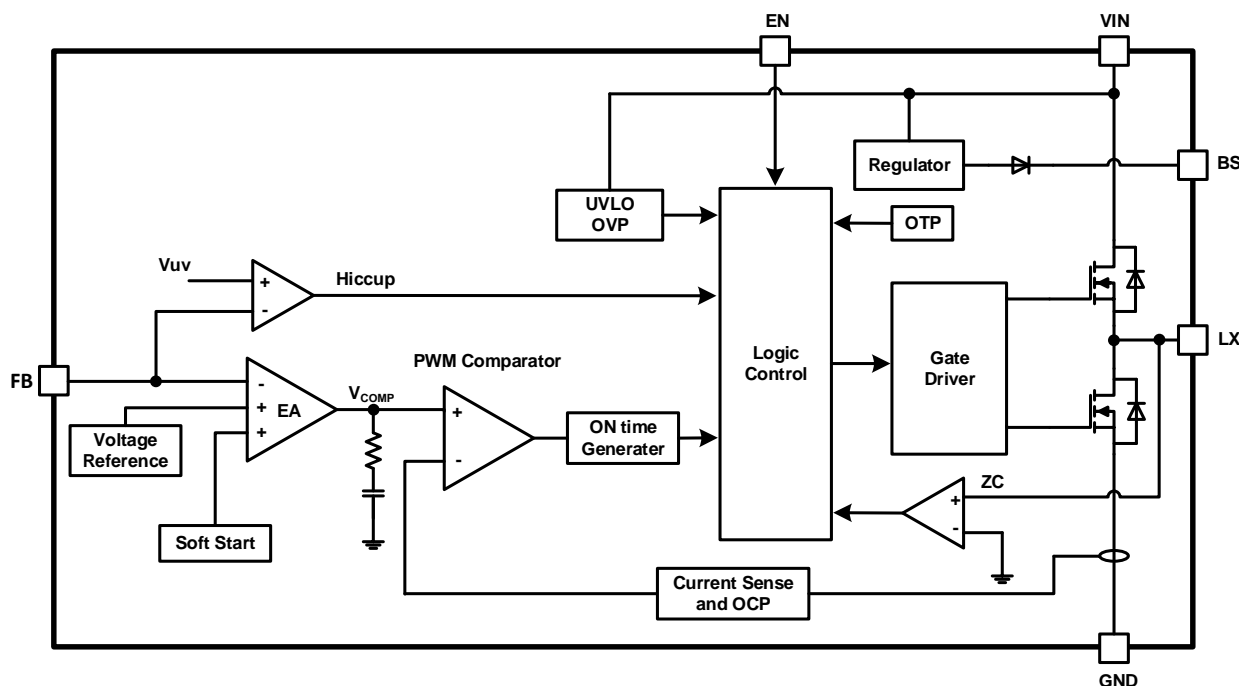 EN
VIN
Regulator
BS
UVLO
OVP
OTP
Vuv
+
-
Hiccup
Logic
Control
Gate
Driver
LX
FB
PWM Comparator
-
+
+
EA
VCOMP
+
-
ON time
Generater
Voltage
Reference
ZC
+
-
Soft Start
Current Sense
and OCP
GND